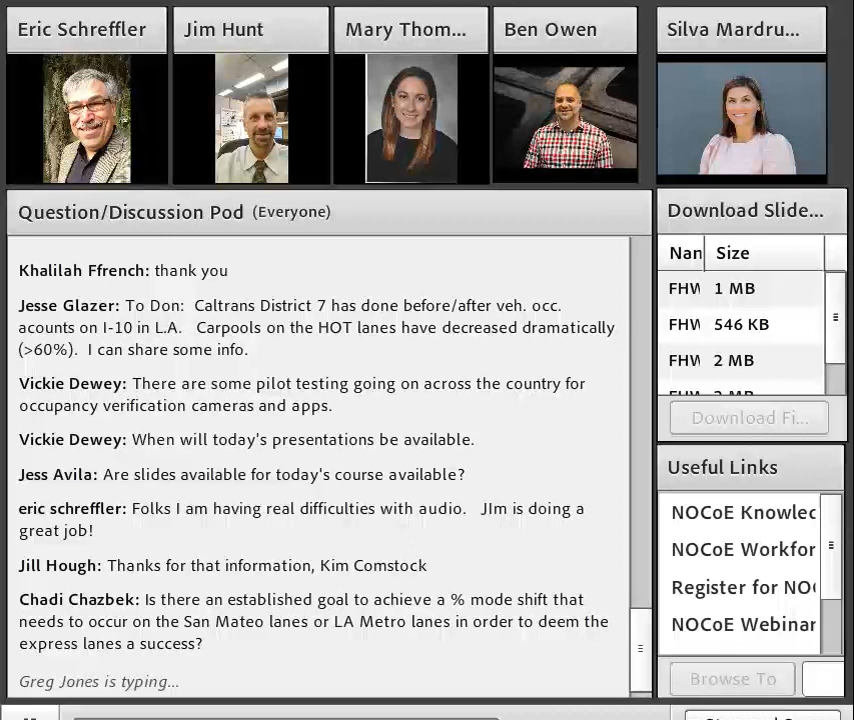 Eric Schreffler
Jim Hunt
Mary Thom...
Ben Owen
Silva Mardru...
Question/Discussion Pod (Everyone)
Khalilah Ffrench: thank you
Jesse Glazer: To Don: Caltrans District 7 has done before/after veh. occ.
acounts on I-10 in L.A. Carpools on the HOT lanes have decreased dramatically
(>60%). I can share some info.
Vickie Dewey: There are some pilot testing going on across the country for
occupancy verification cameras and apps.
Vickie Dewey: When will today's presentations be available.
Jess Avila: Are slides available for today's course available?
eric schreffler: Folks I am having real difficulties with audio. JIm is doing a
great job!
Jill Hough: Thanks for that information, Kim Comstock
Chadi Chazbek: Is there an established goal to achieve a % mode shift that
needs to occur on the San Mateo lanes or LA Metro lanes in order to deem the
express lanes a success?
Greg Jones is typing...
Download Slide...
Nan Size
FHW 1 MB
FHW 546 KB
FHW 2 MB
Download Fi...
Useful Links
NOCoE Knowlec
NOCoE Workfor
Register for NO
NOCoE Webinar
Browse To